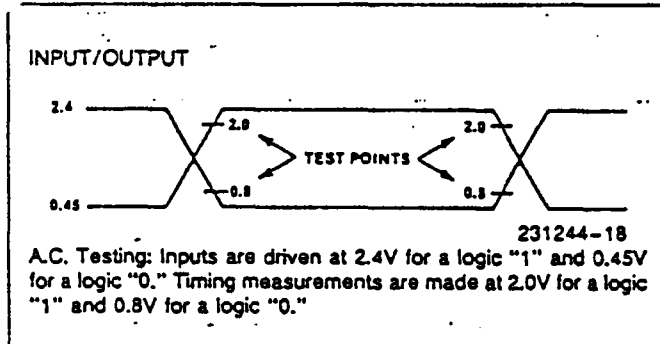 INPUT/OUTPUT
2.4
2.0 2.0
TEST POINTS
0.8 0.8
0.45
231244-18
A.C. Testing: Inputs are driven at 2.4V for a logic "1" and 0.45V
for a logic "0." Timing measurements are made at 2.0V for a logic
"1" and 0.8V for a logic "0."